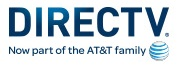 DIRECTV.
Now part of the AT&T family